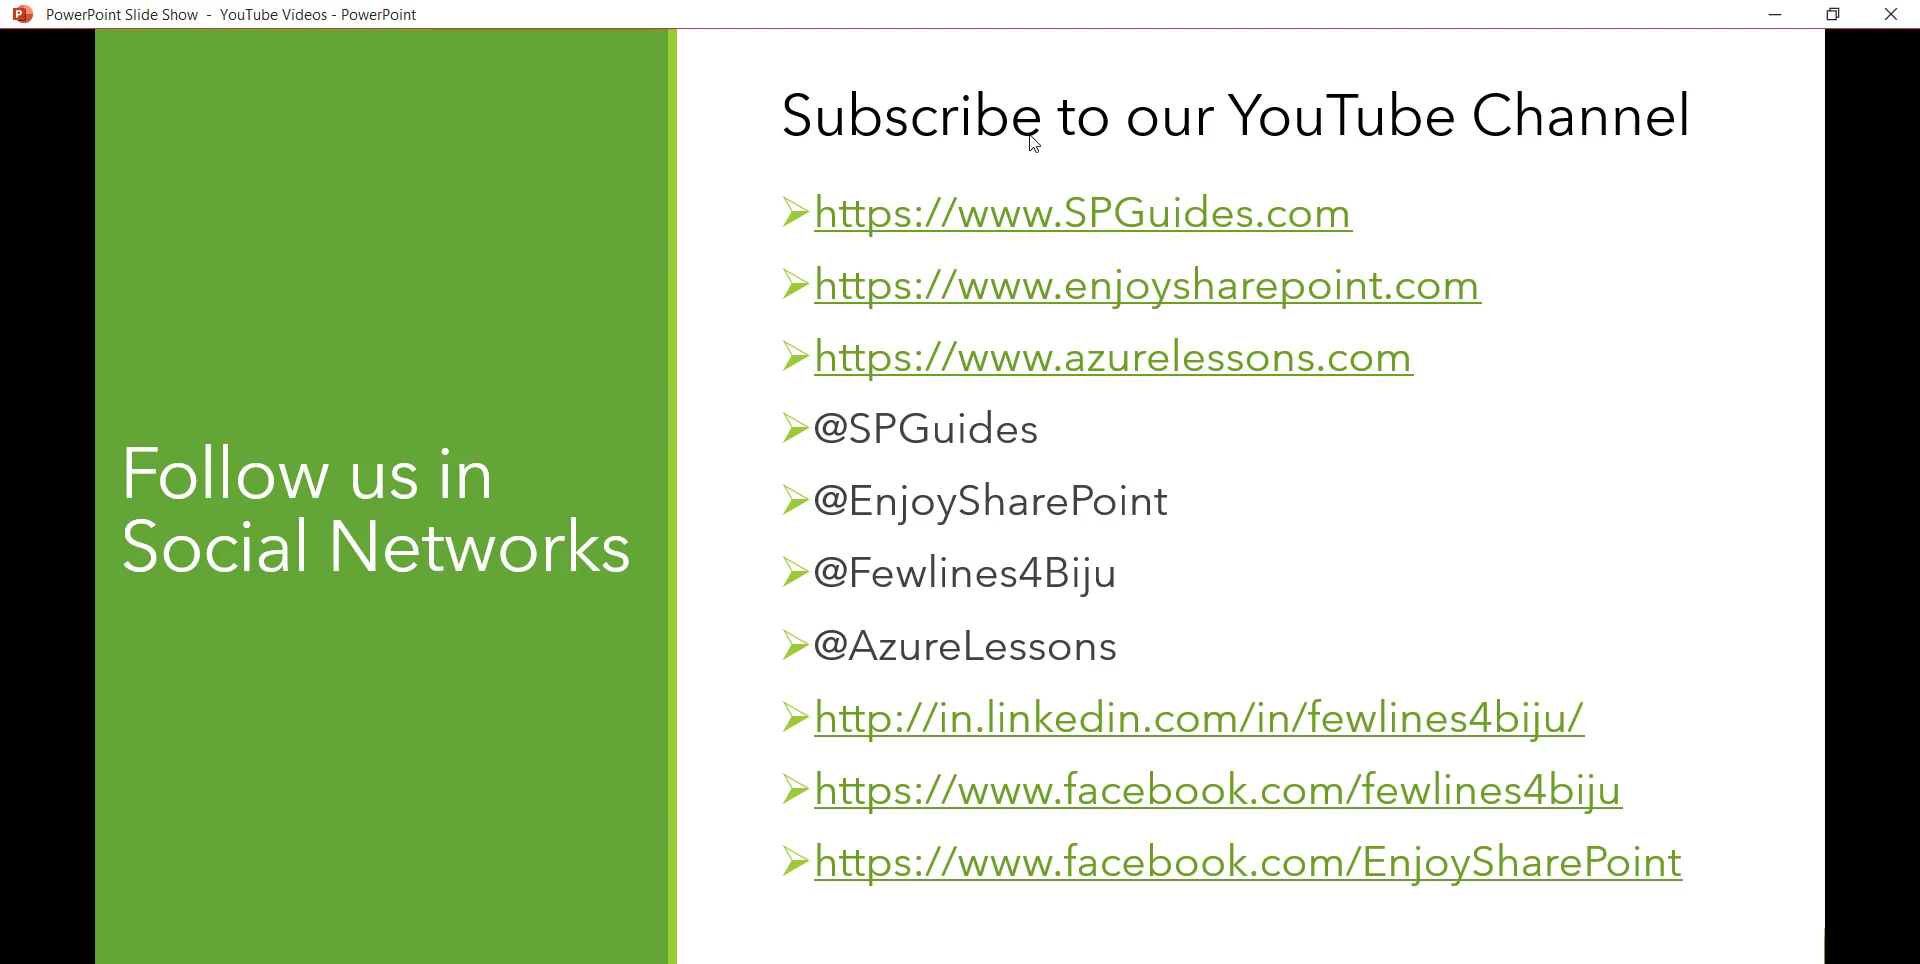 PowerPoint Slide Show - YouTube Videos - PowerPoint
Follow us in
Social Networks
Subscribe to our YouTube Channel
https://www.SPGuides.com
https://www.enjoysharepoint.com
https://www.azurelessons.com
@SPGuides
@EnjoySharePoint
@Fewlines4Biju
@AzureLessons
http://in.linkedin.com/in/fewlines4biju/
https://www.facebook.com/fewlines4biju
https://www.facebook.com/EnjoySharePoint